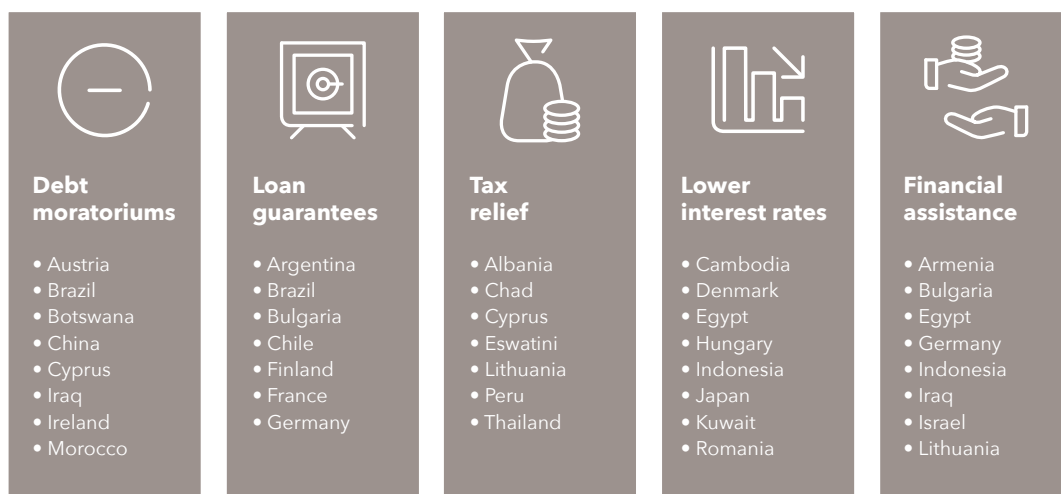 Debt
moratoriums
• Austria
• Brazil
• Botswana
• China
• Cyprus
• Iraq
• Ireland
• Morocco
Loan
guarantees
• Argentina
• Brazil
• Bulgaria
• Chile
• Finland
• France
• Germany
Tax
relief
• Albania
• Chad
• Cyprus
• Eswatini
• Lithuania
• Peru
• Thailand
Lower
interest rates
• Cambodia
• Denmark
• Egypt
• Hungary
• Indonesia
• Japan
• Kuwait
• Romania
Financial
assistance
• Armenia
• Bulgaria
• Egypt
• Germany
• Indonesia
• Iraq
• Israel
• Lithuania